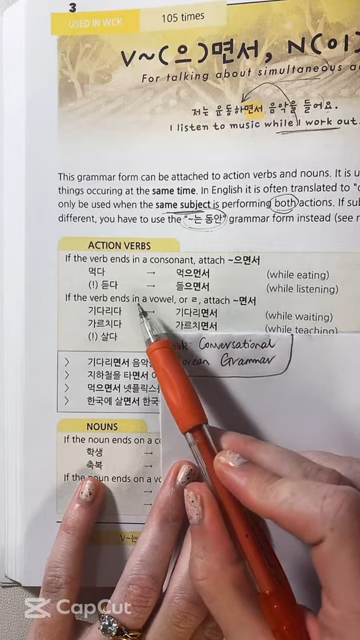 3
USED IN WCK
105 times
V~(으)면서, N(이)
For talking about simultaneous
저는 운동하면서 음악을 들어요.
I listen to music while I work out.
This grammar form can be attached to action verbs and nouns. It is u
things occuring at the same time. In English it is often translated to
only be used when the same subject is performing both actions. If sub
different, you have to use the "~는 동안" grammar form instead (see
ACTION VERBS
If the verb ends in a consonant, attach ~으면서
먹다 → 먹으면서 (while eating)
(!) 듣다 → 들으면서 (while listening)
If the verb ends in a vowel, or ㄹ, attach ~면서
기다리다 기다리면서 (while waiting)
가르치다 가르치면서 (while teaching)
(!) 살다
Conversational
Korean Grammar
> 기다리면서 음악
> 지하철을 타면서
> 먹으면서 넷플릭스
> 한국에 살면서 한국
NOUNS
If the noun ends on a co
학생 →
축복 →
If the noun ends on a vo
→
→
CapCut